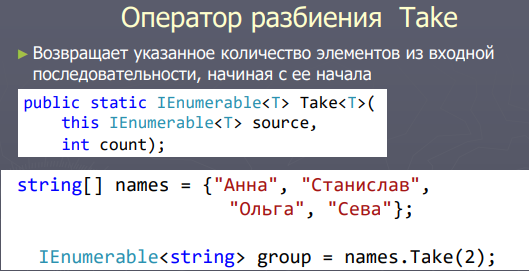 Оператор разбиения Take
Возвращает указанное количество элементов из входной
последовательности, начиная с ее начала
public static IEnumerable<T> Take<T>(
this IEnumerable<T> source,
int count);
string[] names = {"Анна", "Станислав",
"Ольга", "Сева"};
IEnumerable<string> group = names.Take(2);